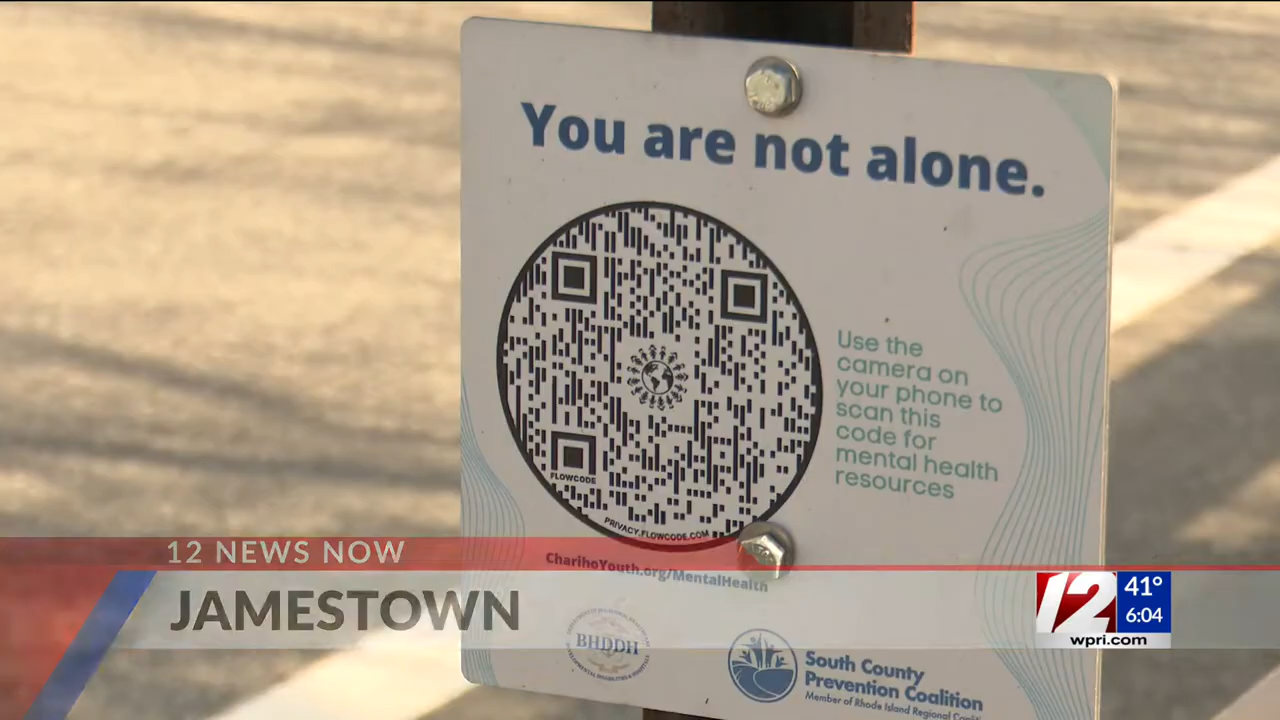 You are not alone.
Use the
camera on
your phone to
scan this
code for
mental health
resources
FLOWCODE
PRIVACY.FLOWCODE.COM
CharihoYouth.org/MentalHealth
BHDDH
South County
Prevention Coalition
Member of Rhode Island Regional
12 NEWS NOW
JAMESTOWN
12
41°
6:04
wpri.com